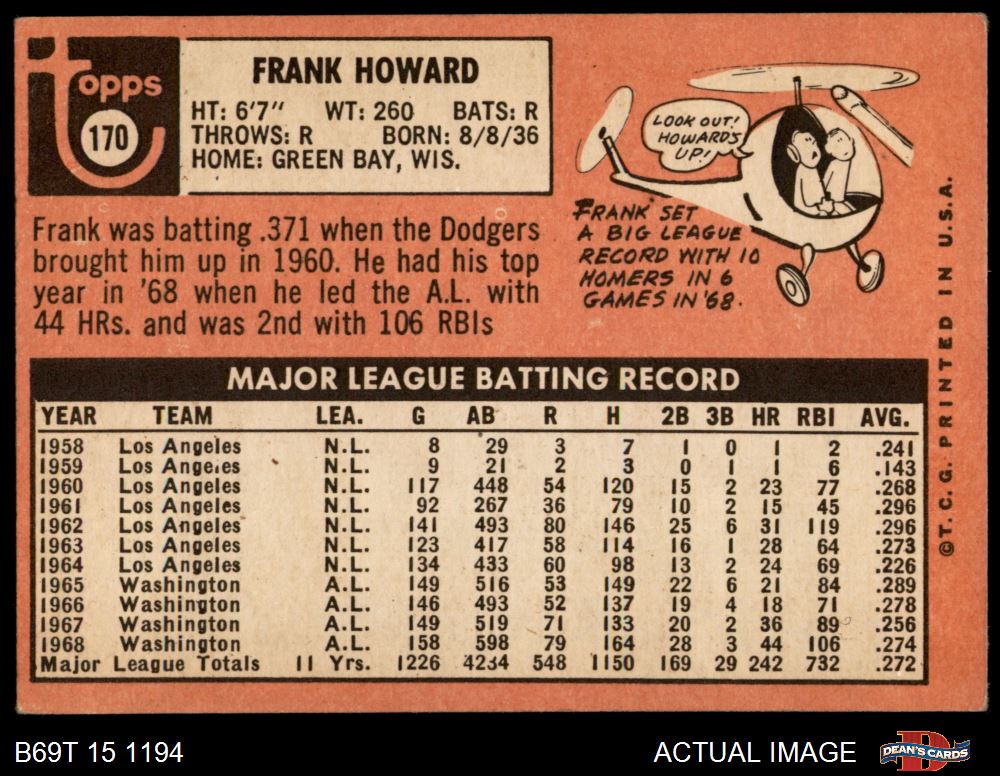 Topps
170
FRANK HOWARD
HT: 6'7" WT: 260 BATS: R
THROWS: R BORN: 8/8/36
HOME: GREEN BAY, WIS.
Frank was batting .371 when the Dodgers
brought him up in 1960. He had his top
year in '68 when he led the A.L. with
44 HRs. and was 2nd with 106 RBIs
LOOK OUT!
HOWARD'S
UP!
FRANK SET
A BIG LEAGUE
RECORD WITH 10
HOMERS IN 6
GAMES IN '68.
MAJOR LEAGUE BATTING RECORD
YEAR TEAM LEA. G AB R H 2B 3B HR RBI AVG.
1958 Los Angeles N.L. 8 29 3 7 1 0 1 2 .241
1959 Los Angeles N.L. 9 21 2 3 0 1 1 6 .143
1960 Los Angeles N.L. 117 448 54 120 15 2 23 77 .268
1961 Los Angeles N.L. 92 267 36 79 10 2 15 45 .296
1962 Los Angeles N.L. 141 493 80 146 25 6 31 119 .296
1963 Los Angeles N.L. 123 417 58 114 16 1 28 64 .273
1964 Los Angeles N.L. 134 433 60 98 13 2 24 69 .226
1965 Washington A.L. 149 516 53 149 22 6 21 84 .289
1966 Washington A.L. 146 493 52 137 19 4 18 71 .278
1967 Washington A.L. 149 519 71 133 20 2 36 89 .256
1968 Washington A.L. 158 598 79 164 28 3 44 106 .274
Major League Totals 11 Yrs. 1226 4234 548 1150 169 29 242 732 .272
©T.C.G. PRINTED IN U.S.A.
B69T 15 1194
ACTUAL IMAGE
DEAN'S CARDS